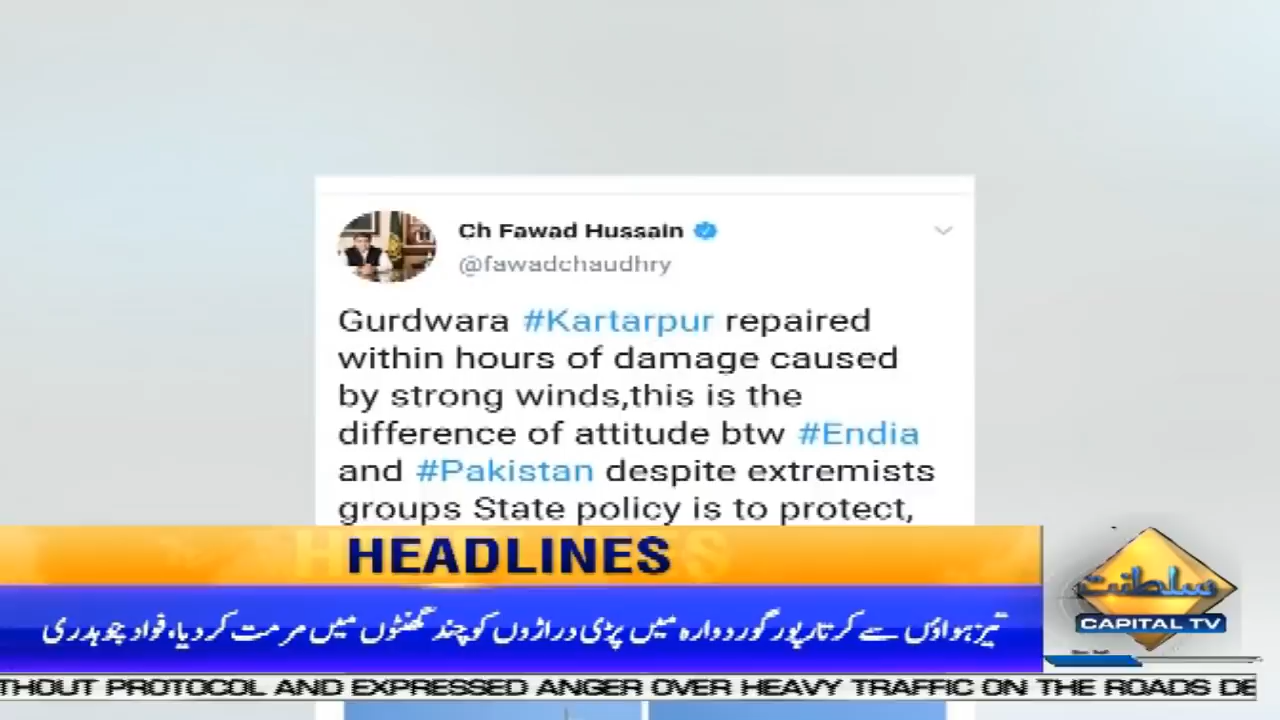 Ch Fawad Hussain
@fawadchaudhry
Gurdwara #Kartarpur repaired
within hours of damage caused
by strong winds,this is the
difference of attitude btw #Endia
and #Pakistan despite extremists
groups State policy is to protect,
HEADLINES
تیز ہواؤں سے کرتارپور گوردوارہ میں پڑی دراڑوں کو چند گھنٹوں میں مرمت کر دیا، فواد چوہدری
سلطنت
CAPITAL TV
THOUT PROTOCOL AND EXPRESSED ANGER OVER HEAVY TRAFFIC ON THE ROADS DE